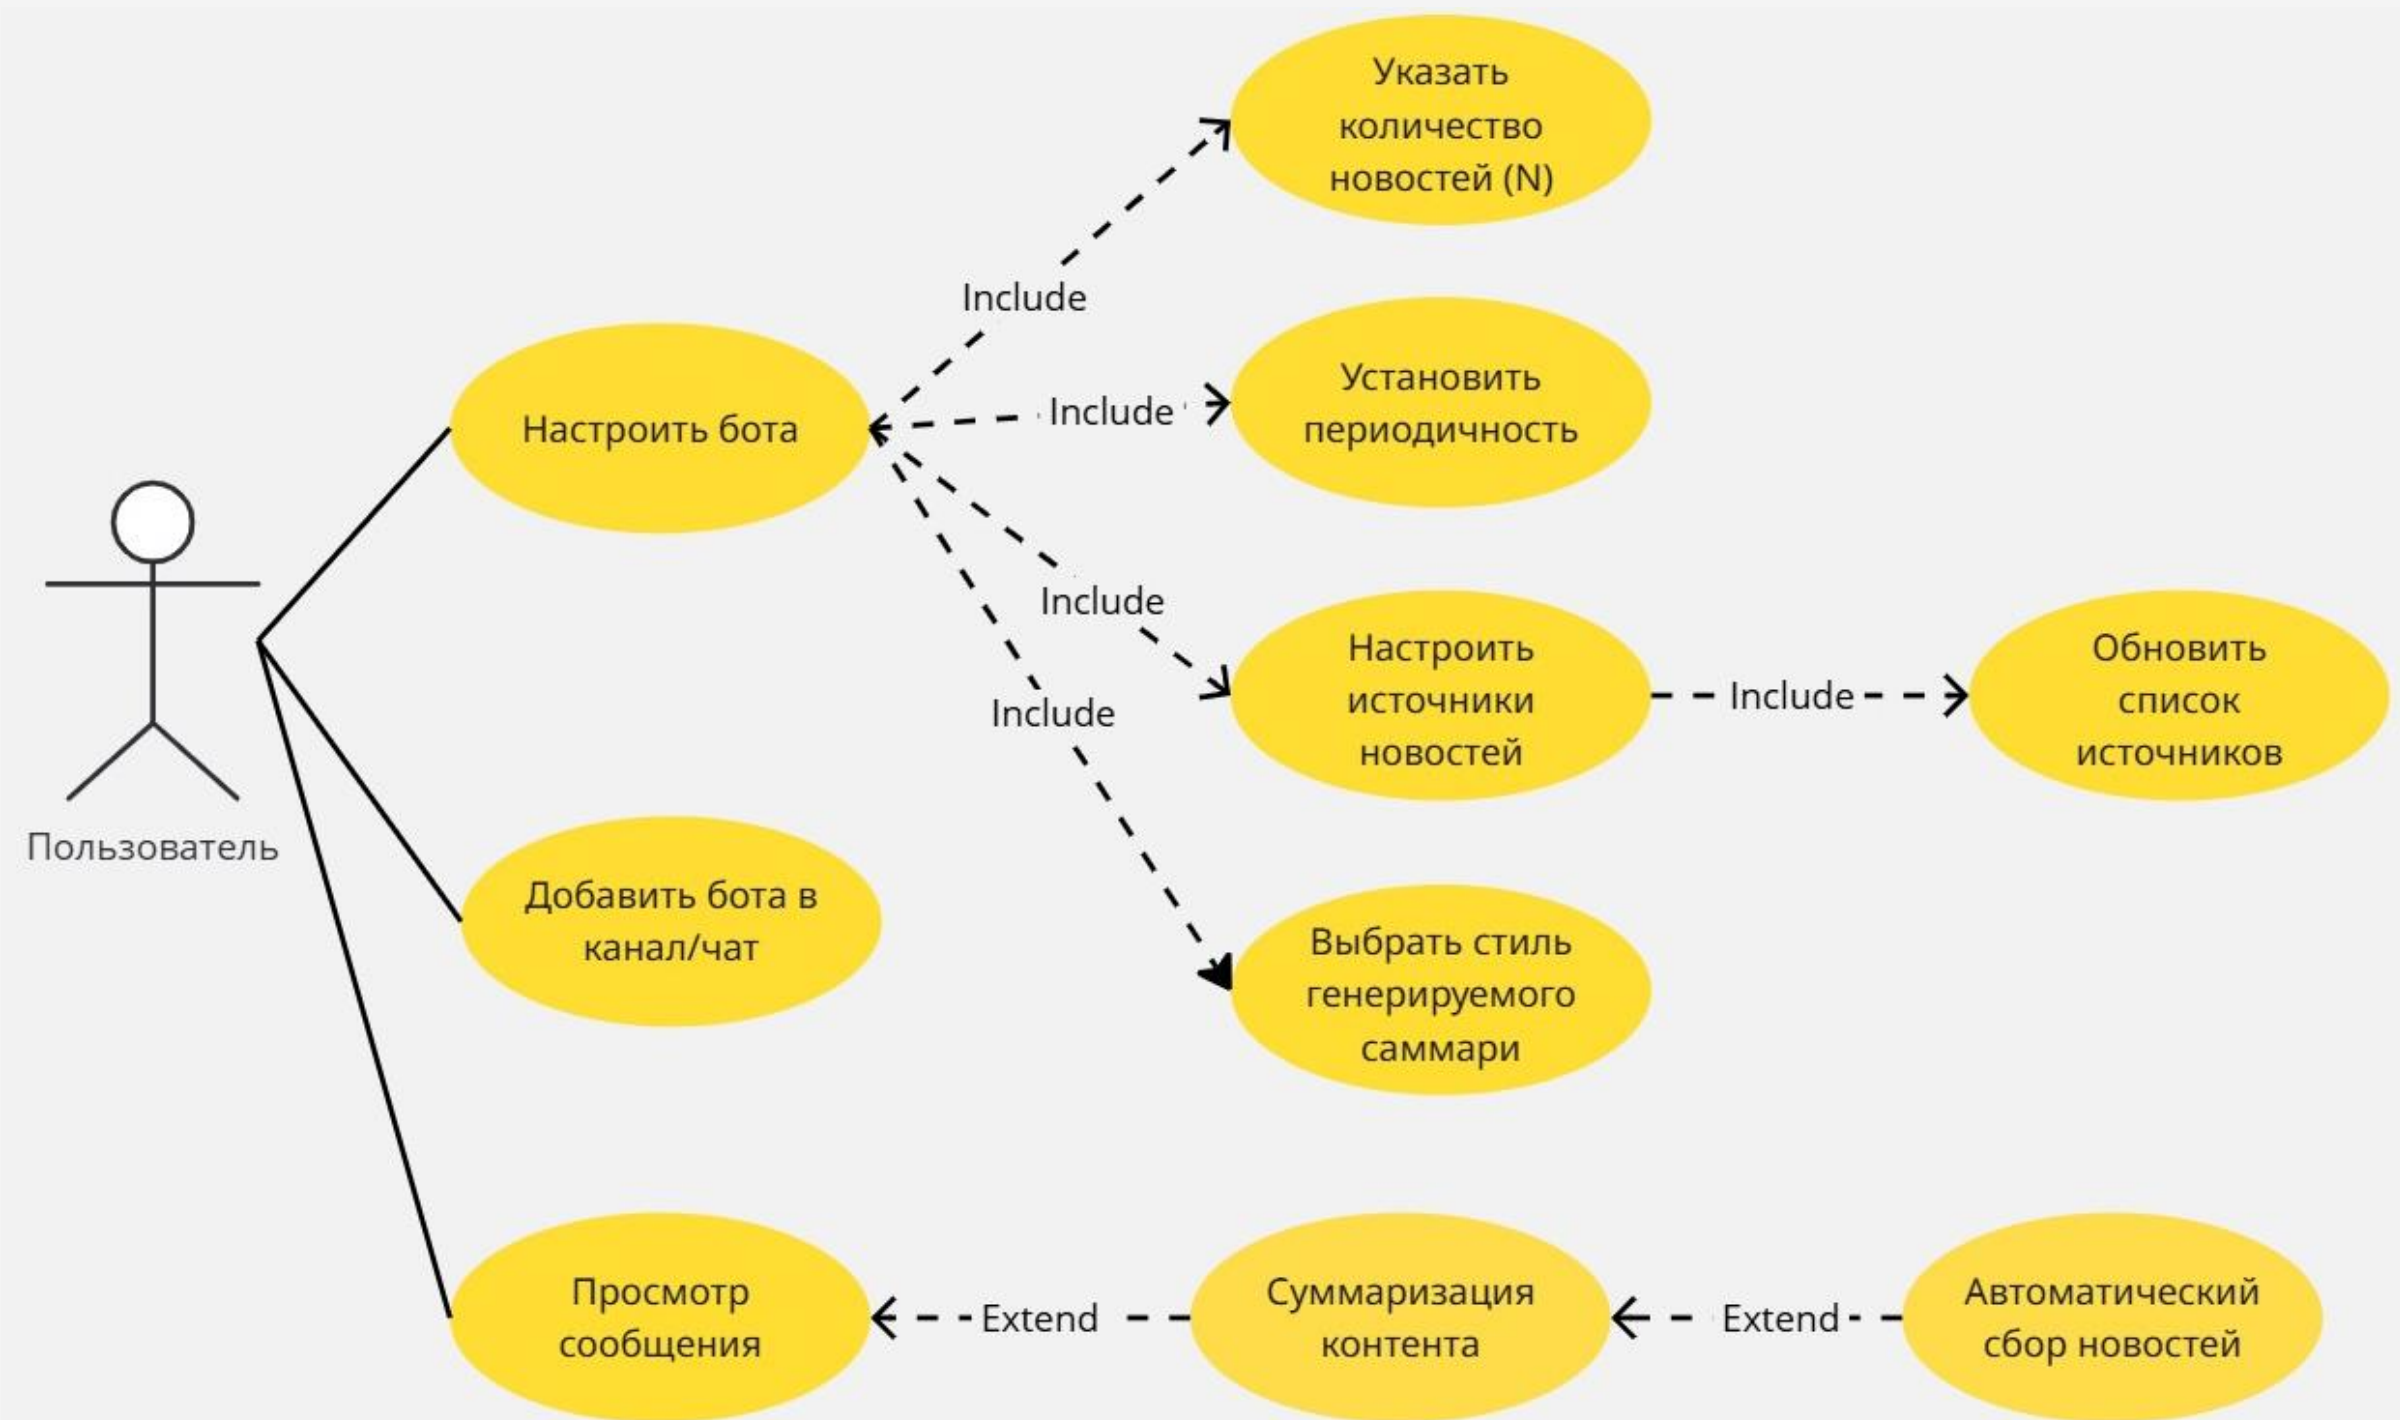 Указать
количество
новостей (N)
Include
Установить
периодичность
Include
Настроить бота
Include
Настроить
источники
новостей
Include
Обновить
список
источников
Include
Пользователь
Добавить бота в
канал/чат
Выбрать стиль
генерируемого
саммари
Просмотр
сообщения
Extend
Суммаризация
контента
Extend
Автоматический
сбор новостей